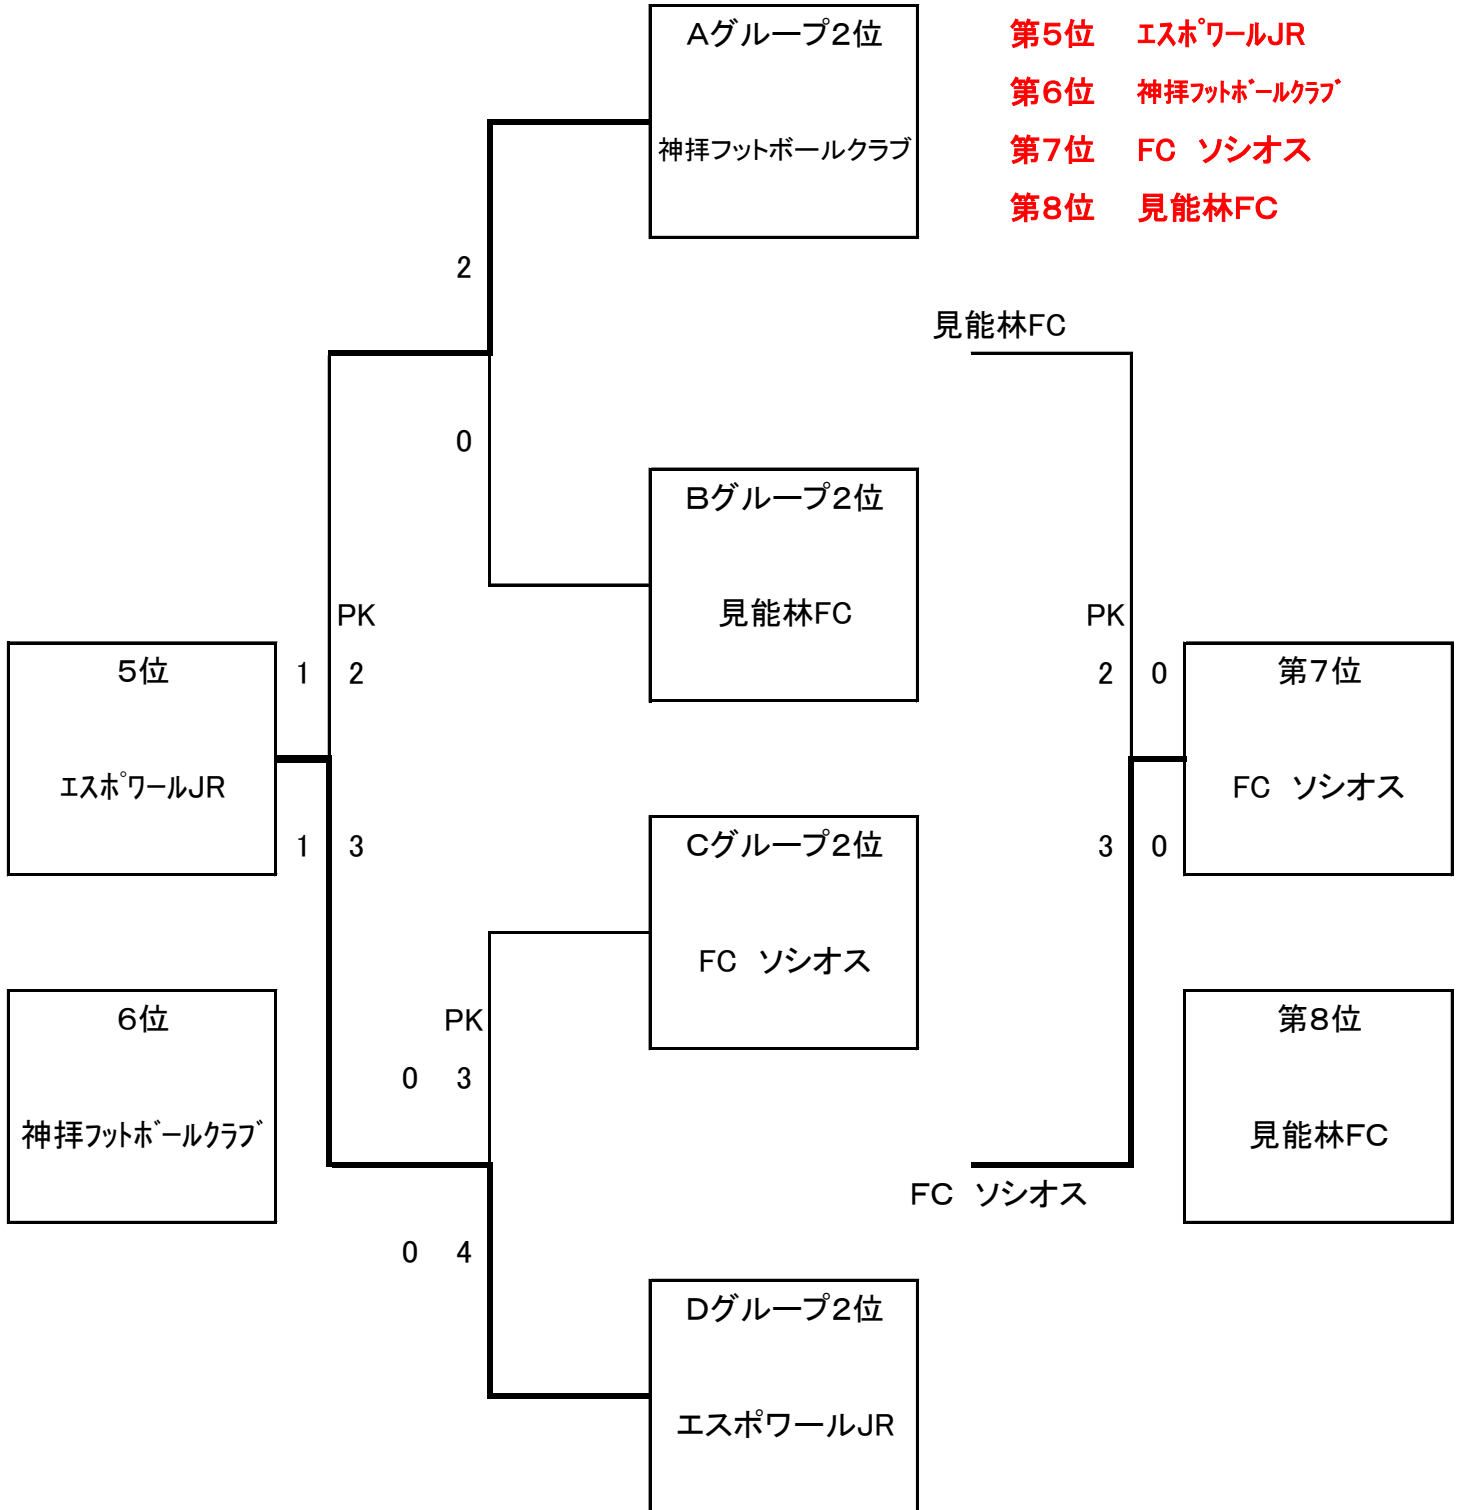 Aグループ2位
第5位 エスポワールJR
第6位 神拝フットボールクラブ
神拝フットボールクラブ
第7位 FC ソシオス
第8位 見能林FC
2
見能林FC
0
Bグループ2位
見能林FC
PK
PK
5位
1 2
2 0
第7位
エスポワールJR
FC ソシオス
1 3
Cグループ2位
3 0
FC ソシオス
6位
PK
第8位
0 3
神拝フットボールクラブ
見能林FC
FC ソシオス
0 4
Dグループ2位
エスポワールJR